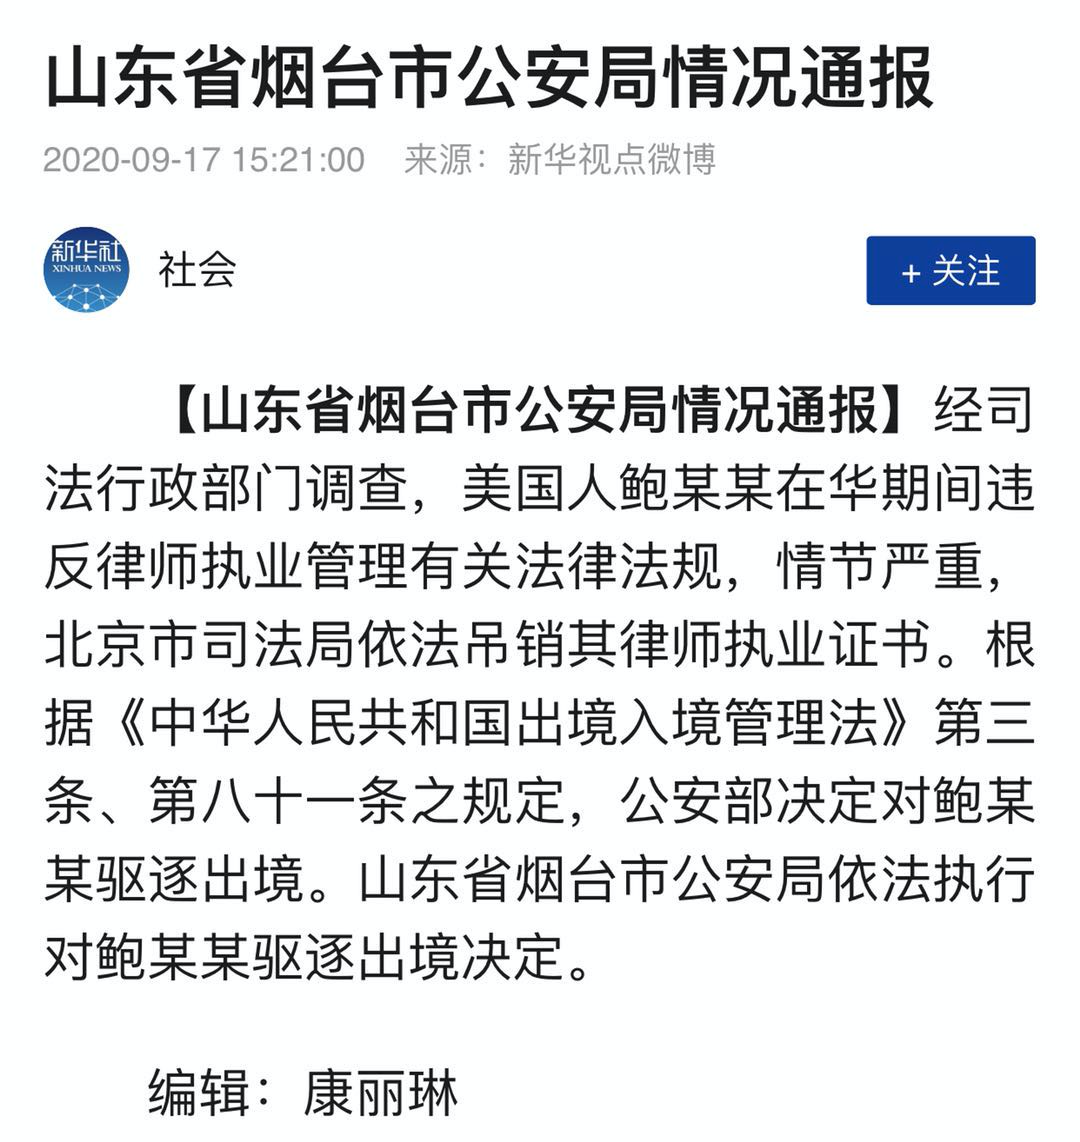 山东省烟台市公安局情况通报
2020-09-17 15:21:00 来源：新华视点微博
新华社
XINHUA NEWS
社会
+ 关注
【山东省烟台市公安局情况通报】经司
法行政部门调查，美国人鲍某某在华期间违
反律师执业管理有关法律法规，情节严重，
北京市司法局依法吊销其律师执业证书。根
据《中华人民共和国出境入境管理法》第三
条、第八十一条之规定，公安部决定对鲍某
某驱逐出境。山东省烟台市公安局依法执行
对鲍某某驱逐出境决定。
编辑：康丽琳